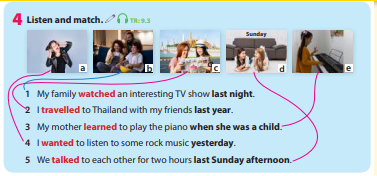 4 Listen and match. TR: 9.3
Sunday
a b c d e
1 My family watched an interesting TV show last night.
2 I travelled to Thailand with my friends last year.
3 My mother learned to play the piano when she was a child.
4 I wanted to listen to some rock music yesterday.
5 We talked to each other for two hours last Sunday afternoon.